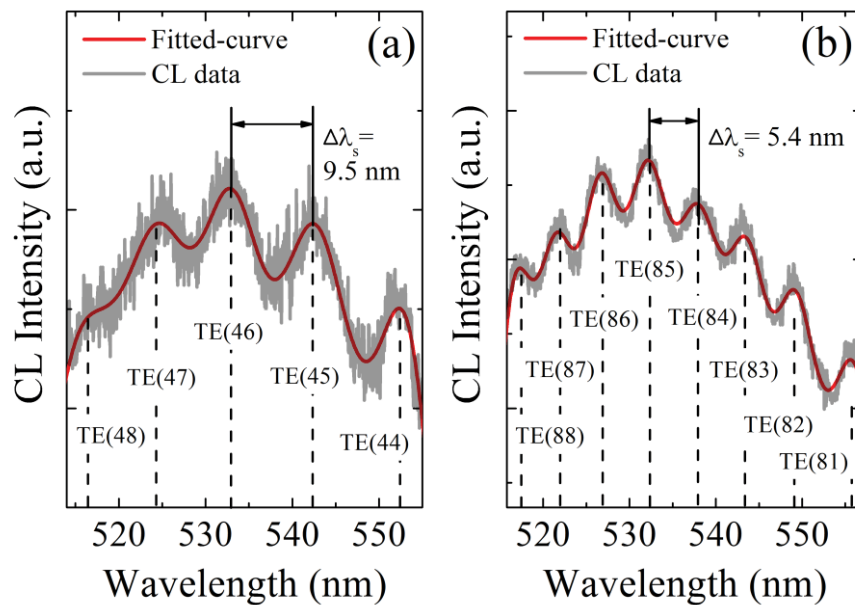 Fitted-curve
CL data
(a)
Δλs=
9.5 nm
TE(46)
TE(47)
TE(45)
TE(48)
TE(44)
520 530 540 550
Wavelength (nm)
CL Intensity (a.u.)
Fitted-curve
CL data
(b)
Δλs= 5.4 nm
TE(85)
TE(86)
TE(84)
TE(87)
TE(83)
TE(88)
TE(82)
TE(81)
520 530 540 550
Wavelength (nm)
CL Intensity (a.u.)